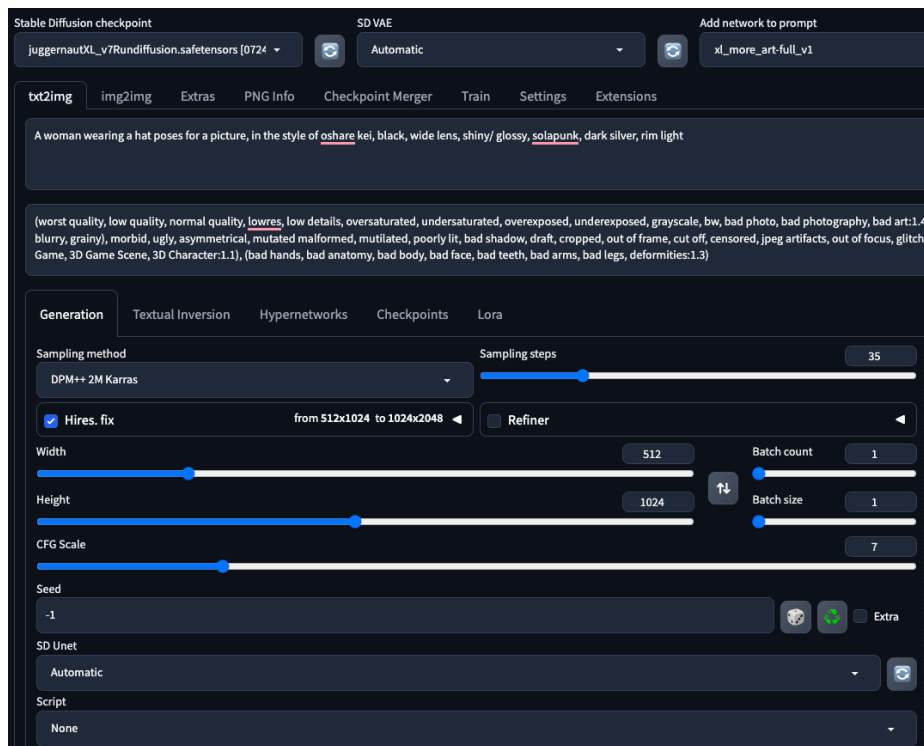 Stable Diffusion checkpoint
SD VAE
Add network to prompt
juggernautXL_v7Rundiffusion.safetensors [0724
Automatic
xl_more_art-full_v1
txt2img
img2img
Extras
PNG Info
Checkpoint Merger
Train
Settings
Extensions
A woman wearing a hat poses for a picture, in the style of oshare kei, black, wide lens, shiny/ glossy, solapunk, dark silver, rim light
(worst quality, low quality, normal quality, lowres, low details, oversaturated, undersaturated, overexposed, underexposed, grayscale, bw, bad photo, bad photography, bad art:1.4
blurry, grainy), morbid, ugly, asymmetrical, mutated malformed, mutilated, poorly lit, bad shadow, draft, cropped, out of frame, cut off, censored, jpeg artifacts, out of focus, glitch
Game, 3D Game Scene, 3D Character:1.1), (bad hands, bad anatomy, bad body, bad face, bad teeth, bad arms, bad legs, deformities:1.3)
Generation
Textual Inversion
Hypernetworks
Checkpoints
Lora
Sampling method
Sampling steps
35
DPM++ 2M Karras
Hires. fix
from 512x1024 to 1024x2048
Refiner
Width
512
Batch count
1
Height
1024
Batch size
1
CFG Scale
7
Seed
-1
Extra
SD Unet
Automatic
Script
None